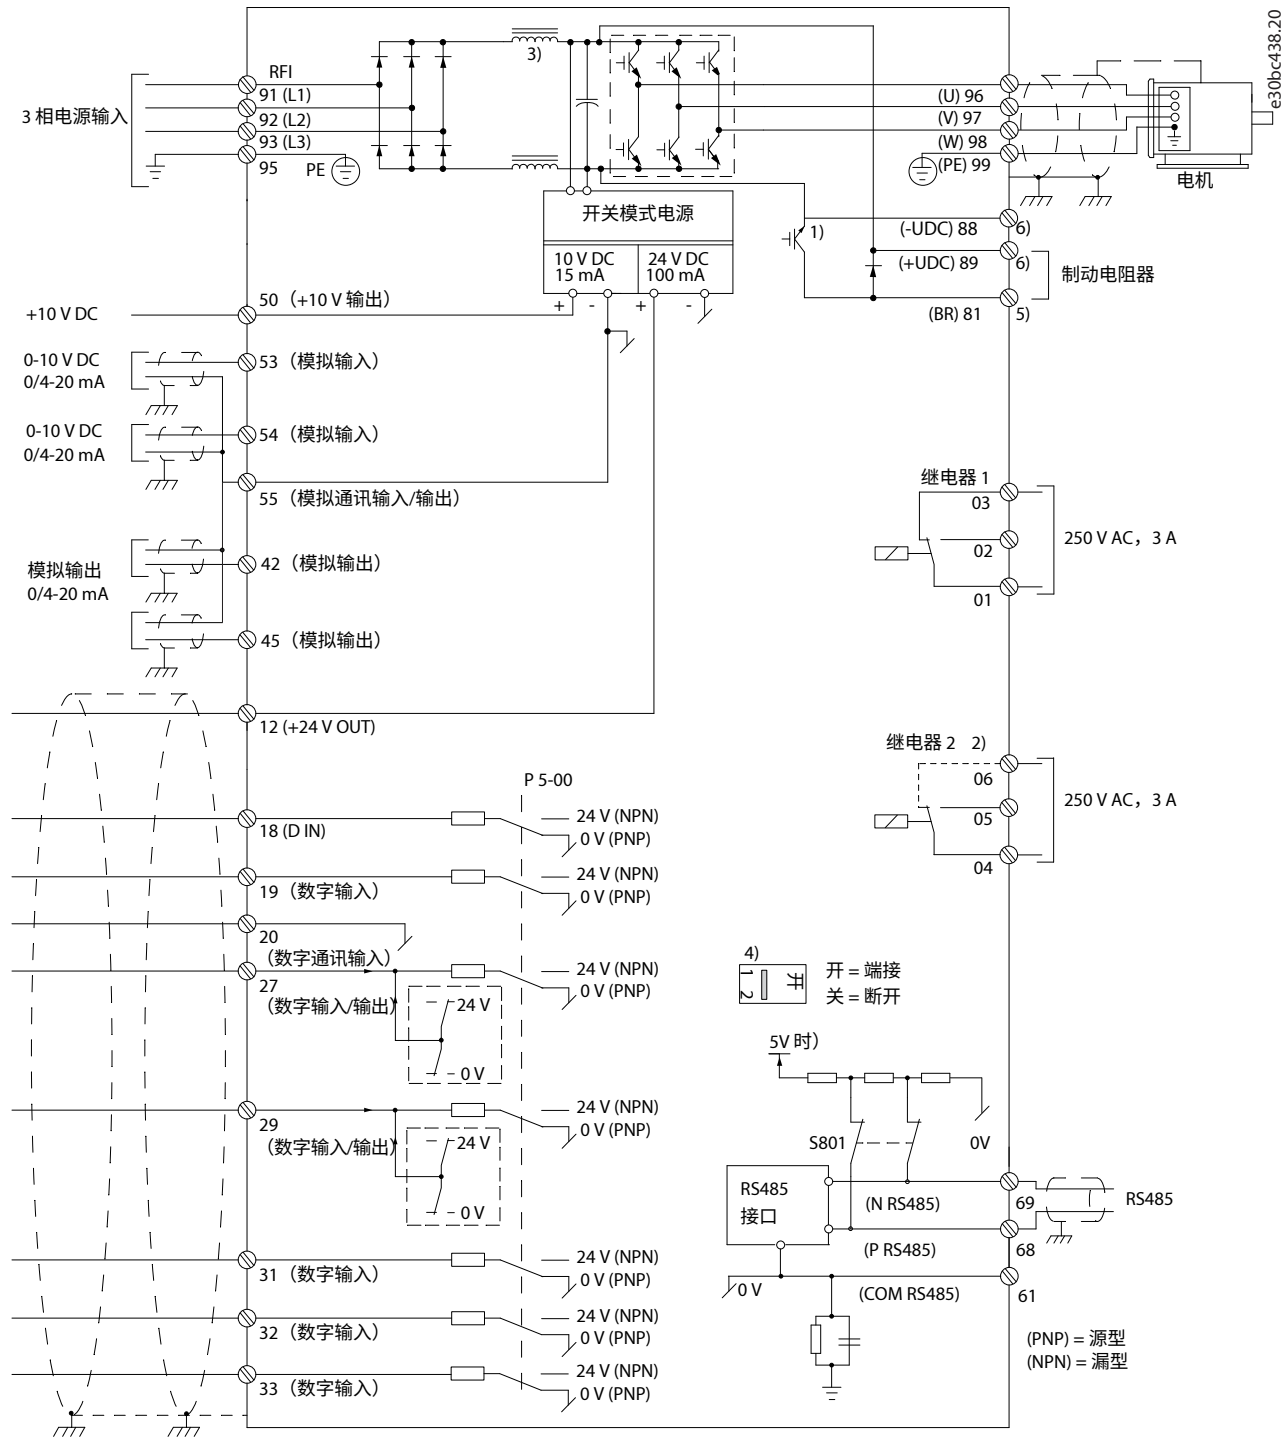 e30bc438.20
3 相电源输入
RFI
91 (L1)
92 (L2)
93 (L3)
95
PE
3)
(U) 96
(V) 97
(W) 98
(PE) 99
电机
开关模式电源
10 V DC
15 mA
24 V DC
100 mA
+
-
+
-
1)
(-UDC) 88
6)
(+UDC) 89
6)
(BR) 81
5)
制动电阻器
+10 V DC
50（+10 V 输出）
0-10 V DC
0/4-20 mA
53（模拟输入）
0-10 V DC
0/4-20 mA
54（模拟输入）
55（模拟通讯输入/输出）
模拟输出
0/4-20 mA
42（模拟输出）
45（模拟输出）
继电器 1
03
02
01
250 V AC，3 A
12 (+24 V OUT)
继电器 2 2)
06
05
04
250 V AC，3 A
P 5-00
18 (D IN)
24 V (NPN)
0 V (PNP)
19（数字输入）
24 V (NPN)
0 V (PNP)
20
（数字通讯输入）
27
（数字输入/输出）
24 V (NPN)
0 V (PNP)
24 V
0 V
29
（数字输入/输出）
24 V (NPN)
0 V (PNP)
24 V
0 V
31（数字输入）
24 V (NPN)
0 V (PNP)
32（数字输入）
24 V (NPN)
0 V (PNP)
33（数字输入）
24 V (NPN)
0 V (PNP)
4)
1 2
开
开 = 端接
关 = 断开
5V 时）
S801
0V
RS485
接口
(N RS485)
69
RS485
(P RS485)
68
0 V
(COM RS485)
61
(PNP) = 源型
(NPN) = 漏型